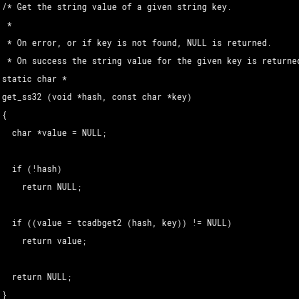 /* Get the string value of a given string key.
 *
 * On error, or if key is not found, NULL is returned.
 * On success the string value for the given key is returned
static char *
get_ss32 (void *hash, const char *key)
{
  char *value = NULL;

  if (!hash)
    return NULL;

  if ((value = tcadbget2 (hash, key)) != NULL)
    return value;

  return NULL;
}